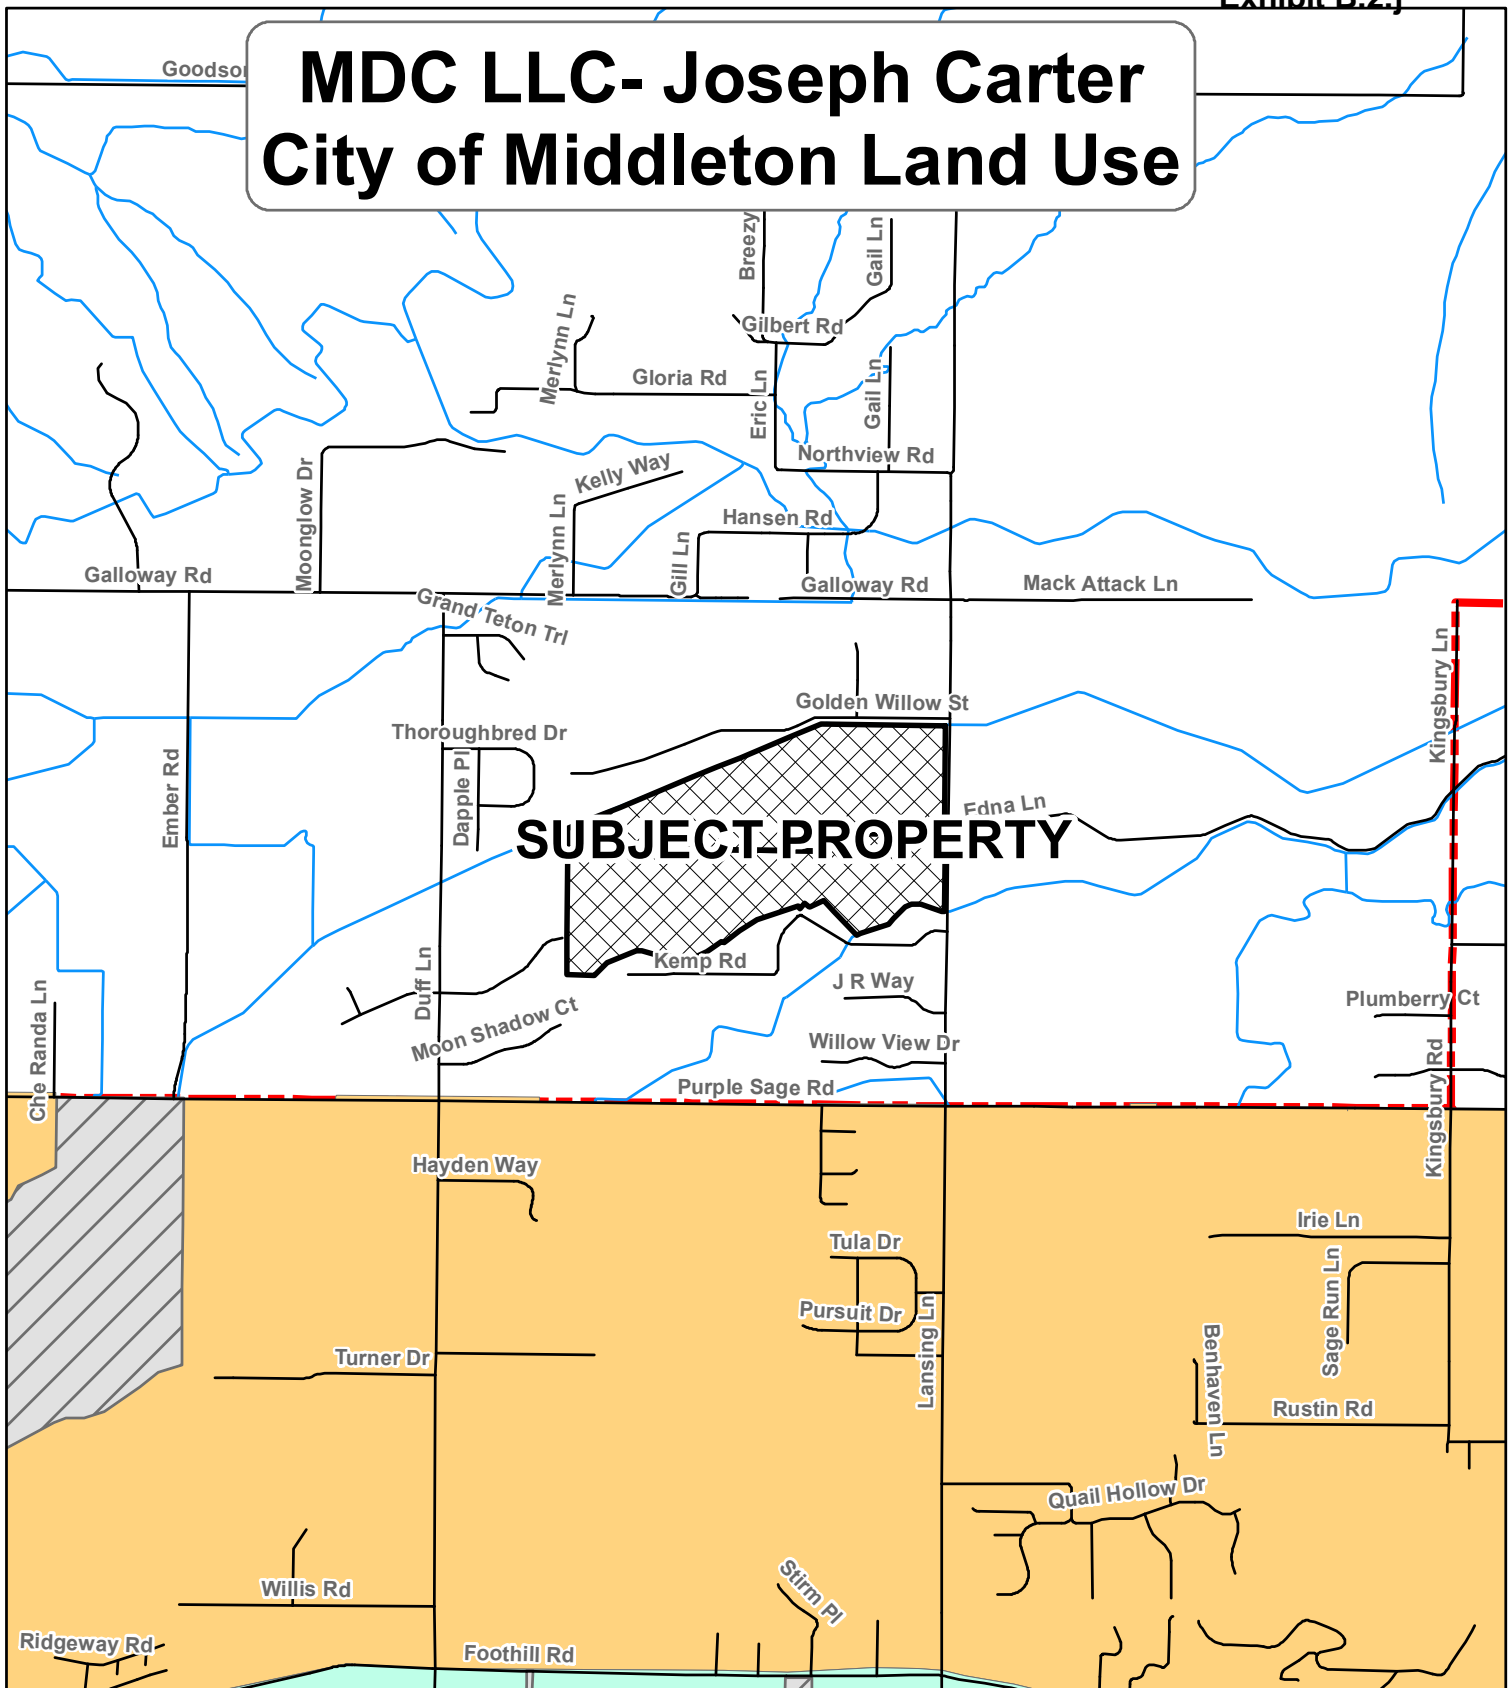 Exhibit B.2.j
MDC LLC- Joseph Carter
City of Middleton Land Use
Breezy
Gail Ln
Merlynn Ln
Gilbert Rd
Gloria Rd
Eric Ln
Gail Ln
Northview Rd
Kelly Way
Moonglow Dr
Merlynn Ln
Hansen Rd
Gill Ln
Galloway Rd
Galloway Rd
Mack Attack Ln
Grand Teton Trl
Kingsbury Ln
Golden Willow St
Thoroughbred Dr
Ember Rd
Dapple Pl
Edna Ln
SUBJECT PROPERTY
Duff Ln
Kemp Rd
J R Way
Che Randa Ln
Moon Shadow Ct
Plumberry Ct
Willow View Dr
Purple Sage Rd
Kingsbury Rd
Kingsbury Ln
Hayden Way
Irie Ln
Tula Dr
Sage Run Ln
Pursuit Dr
Lansing Ln
Benhaven Ln
Turner Dr
Rustin Rd
Quail Hollow Dr
Willis Rd
Stirm Pl
Ridgeway Rd
Foothill Rd